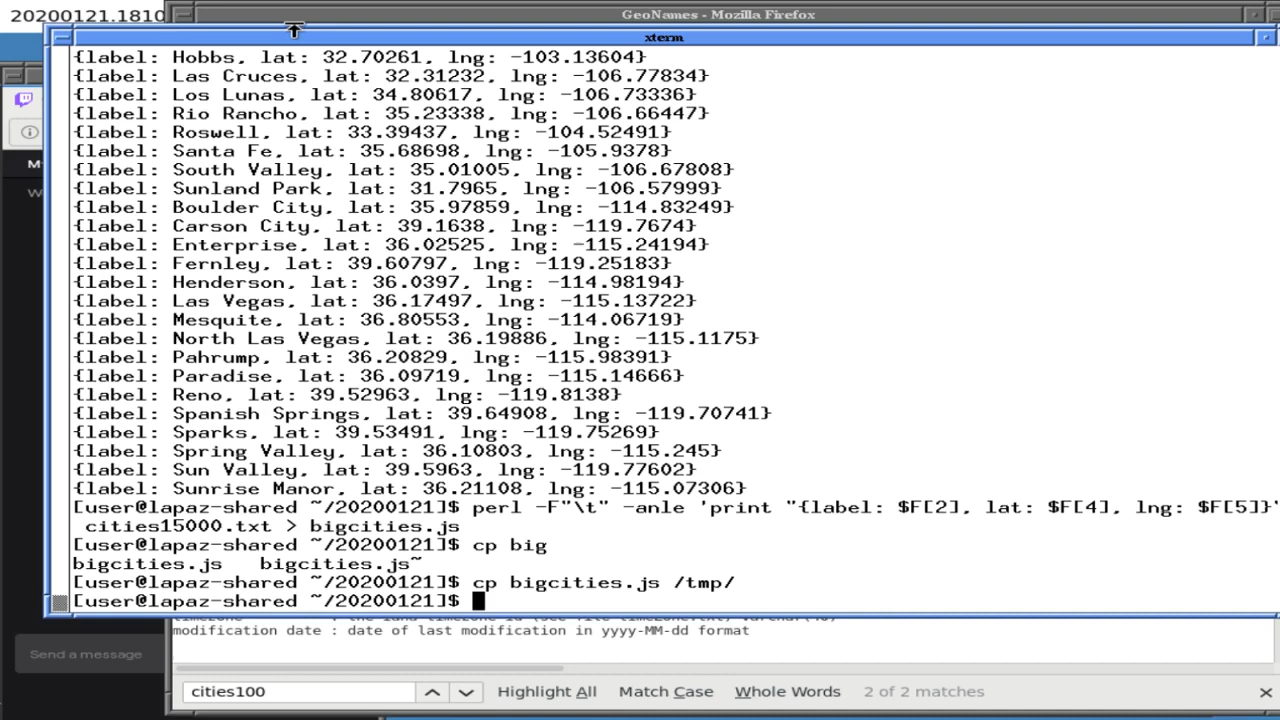 20200121.1810
GeoNames - Mozilla Firefox
xterm
{label: Hobbs, lat: 32.70261, lng: -103.13604}
{label: Las Cruces, lat: 32.31232, lng: -106.77834}
{label: Los Lunas, lat: 34.80617, lng: -106.73336}
{label: Rio Rancho, lat: 35.23338, lng: -106.66447}
{label: Roswell, lat: 33.39437, lng: -104.52491}
{label: Santa Fe, lat: 35.68698, lng: -105.9378}
{label: South Valley, lat: 35.01005, lng: -106.67808}
{label: Sunland Park, lat: 31.7965, lng: -106.57999}
{label: Boulder City, lat: 35.97859, lng: -114.83249}
{label: Carson City, lat: 39.1638, lng: -119.7674}
{label: Enterprise, lat: 36.02525, lng: -115.24194}
{label: Fernley, lat: 39.60797, lng: -119.25183}
{label: Henderson, lat: 36.0397, lng: -114.98194}
{label: Las Vegas, lat: 36.17497, lng: -115.13722}
{label: Mesquite, lat: 36.80553, lng: -114.06719}
{label: North Las Vegas, lat: 36.19886, lng: -115.1175}
{label: Pahrump, lat: 36.20829, lng: -115.98391}
{label: Paradise, lat: 36.09719, lng: -115.14666}
{label: Reno, lat: 39.52963, lng: -119.8138}
{label: Spanish Springs, lat: 39.64908, lng: -119.70741}
{label: Sparks, lat: 39.53491, lng: -119.75269}
{label: Spring Valley, lat: 36.10803, lng: -115.245}
{label: Sun Valley, lat: 39.5963, lng: -119.77602}
{label: Sunrise Manor, lat: 36.21108, lng: -115.07306}
[user@lapaz-shared ~/20200121]$ perl -F"\t" -anle 'print "{label: $F[2], lat: $F[4], lng: $F[5]}"
cities15000.txt > bigcities.js
[user@lapaz-shared ~/20200121]$ cp big
bigcities.js   bigcities.js~
[user@lapaz-shared ~/20200121]$ cp bigcities.js /tmp/
[user@lapaz-shared ~/20200121]$
modification date : date of last modification in yyyy-MM-dd format
Send a message
cities100
Highlight All
Match Case
Whole Words
2 of 2 matches